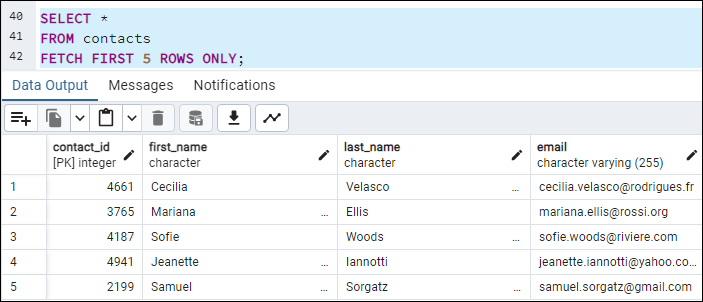 40 SELECT *
41 FROM contacts
42 FETCH FIRST 5 ROWS ONLY;
Data Output Messages Notifications
contact_id first_name last_name email
[PK] integer character character character varying (255)
1 4661 Cecilia Velasco ... cecilia.velasco@rodrigues.fr
2 3765 Mariana ... Ellis ... mariana.ellis@rossi.org
3 4187 Sofie ... Woods ... sofie.woods@riviere.com
4 4941 Jeanette ... Iannotti ... jeanette.iannotti@yahoo.co...
5 2199 Samuel ... Sorgatz ... samuel.sorgatz@gmail.com